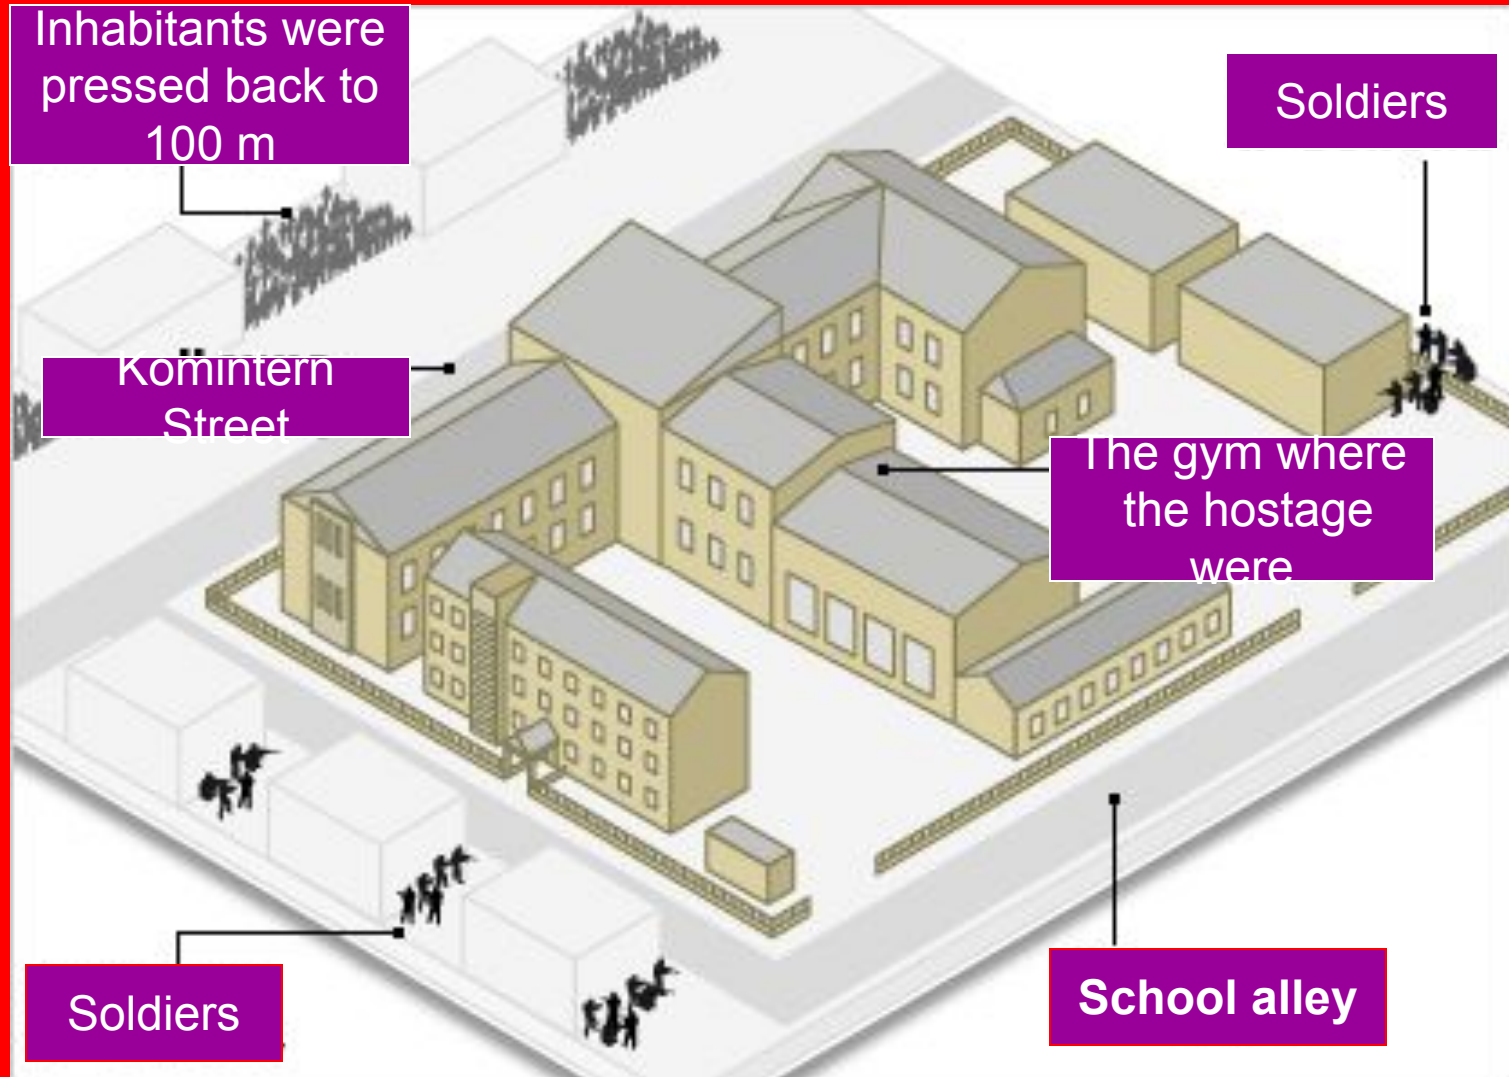 Inhabitants were
pressed back to
100 m
Soldiers
Komintern
Street
The gym where
the hostage
were
Soldiers
School alley